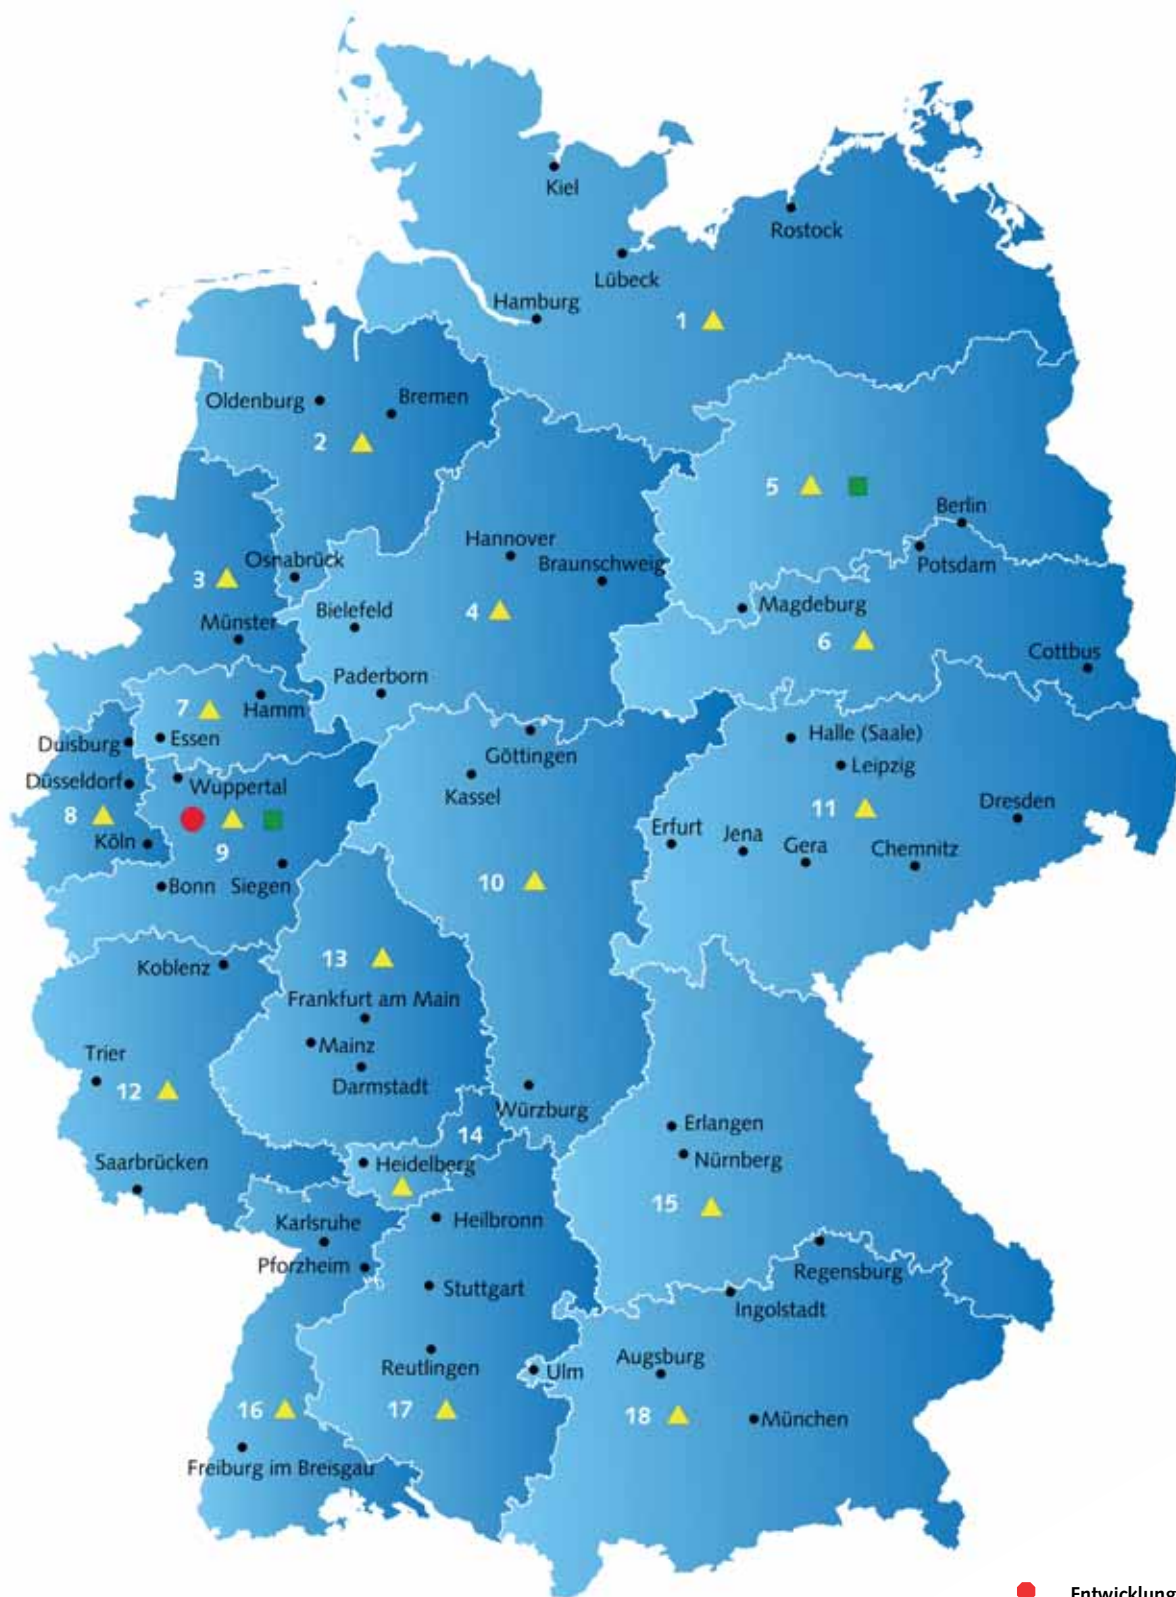 Kiel
Rostock
Lübeck
Hamburg
1
Oldenburg
Bremen
2
5
Berlin
Hannover
Potsdam
Osnabrück
Braunschweig
3
Magdeburg
Bielefeld
4
Münster
6
Cottbus
Paderborn
7
Hamm
Halle (Saale)
Essen
Duisburg
Göttingen
Leipzig
Düsseldorf
Wuppertal
Kassel
Dresden
11
8
Erfurt
Jena
Gera
Chemnitz
Köln
9
10
Bonn
Siegen
13
Koblenz
Frankfurt am Main
Mainz
Trier
12
Darmstadt
Würzburg
Erlangen
14
Nürnberg
Saarbrücken
Heidelberg
15
Karlsruhe
Heilbronn
Pforzheim
Regensburg
Stuttgart
Ingolstadt
Augsburg
Reutlingen
Ulm
16
17
18
München
Freiburg im Breisgau
Entwicklung